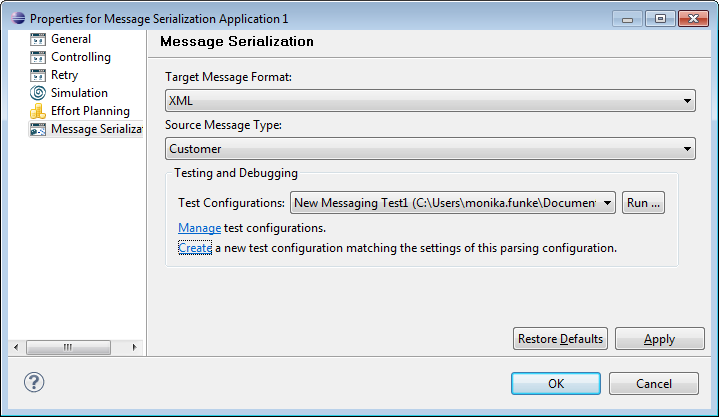 Properties for Message Serialization Application 1
General
Controlling
Retry
Simulation
Effort Planning
Message Serializat
Message Serialization
Target Message Format:
XML
Source Message Type:
Customer
Testing and Debugging
Test Configurations: New Messaging Test1 (C:\Users\monika.funke\Documen Run ...
Manage test configurations.
Create a new test configuration matching the settings of this parsing configuration.
Restore Defaults Apply
? OK Cancel